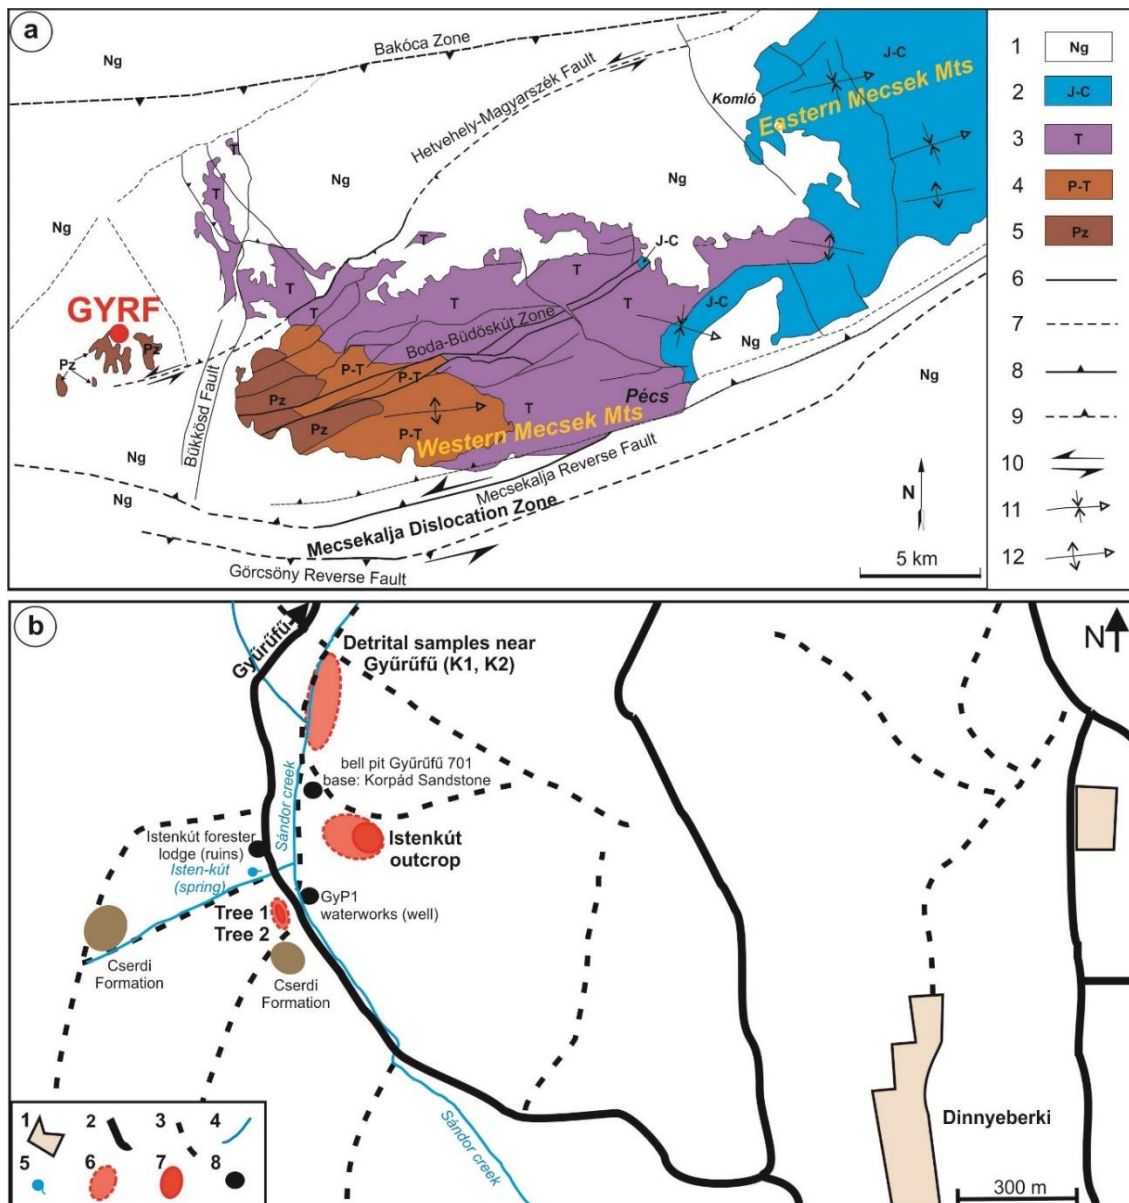 a
Ng
Bakóca Zone
Hetvehely-Magyarszék Fault
Komló
J-C
Eastern Mecsek Mts
T
Ng
Ng
T
Ng
T
J-C
T
T
T
T
J-C
GYRF
Pz
Pz
Boda-Büdöskút Zone
P-T
P-T
Pz
Pz
P-T
T
Ng
Ng
Pécs
Western Mecsek Mts
Bükkösd Fault
Ng
Ng
Mecsekalja Reverse Fault
Mecsekalja Dislocation Zone
Görcsöny Reverse Fault
N
5 km
1 Ng
2 J-C
3 T
4 P-T
5 Pz
6
7
8
9
10
11
12
b
Gyűrűfű
N
Detrital samples near
Gyűrűfű (K1, K2)
bell pit Gyűrűfű 701
base: Korpád Sandstone
Sándor creek
Istenkút forester
lodge (ruins)
Isten-kút
(spring)
Istenkút
outcrop
GyP1
waterworks (well)
Tree 1
Tree 2
Cserdi
Formation
Cserdi
Formation
Sándor creek
Dinnyeberki
300 m
1 2 3 4
5 6 7 8